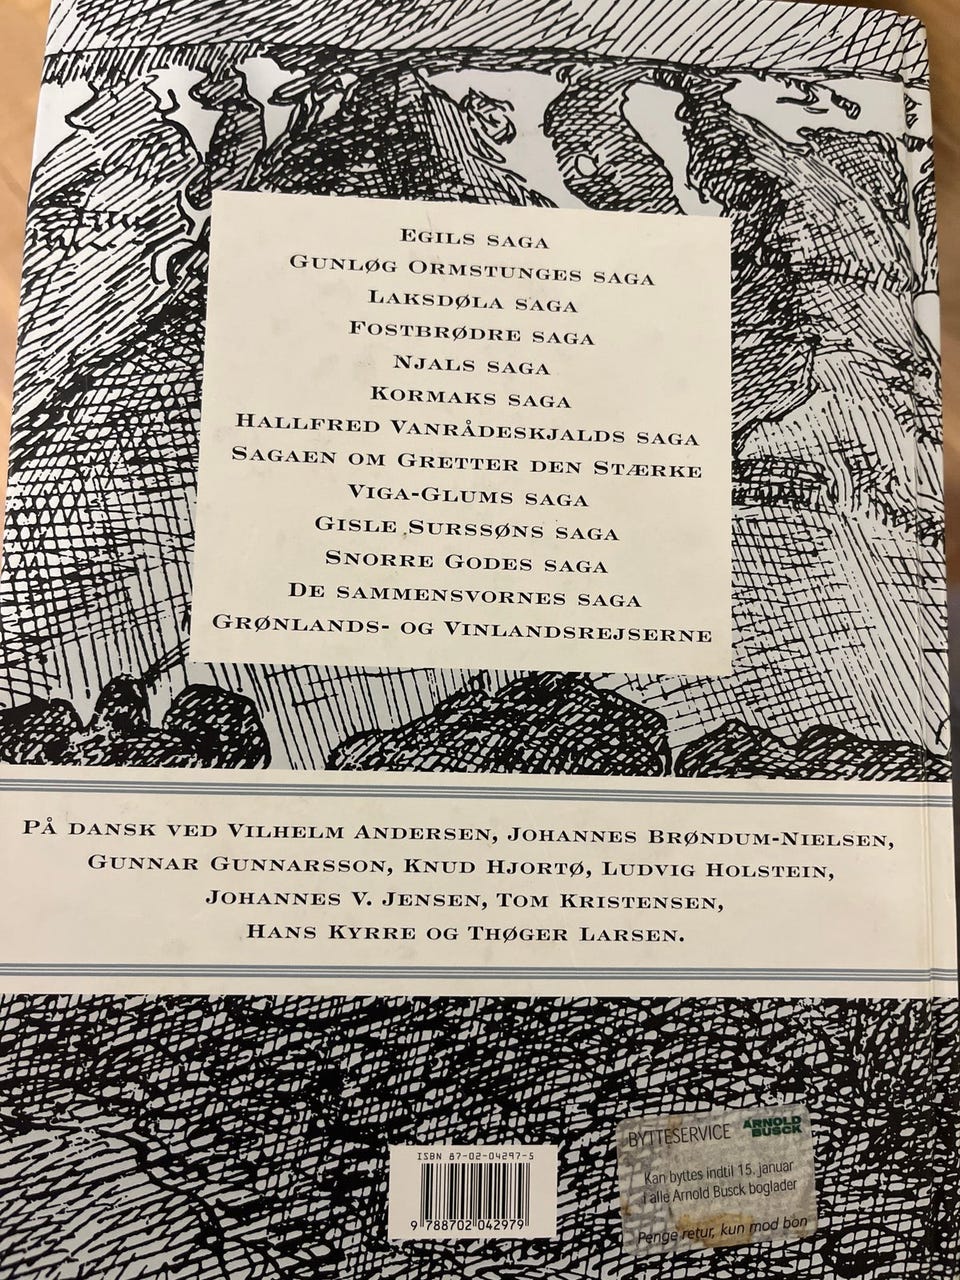 EGILS SAGA
GUNLØG ORMSTUNGES SAGA
LAKSDØLA SAGA
FOSTBRØDRE SAGA
NJALS SAGA
KORMAKS SAGA
HALLFRED VANRÅDESKJALDS SAGA
SAGAEN OM GRETTER DEN STÆRKE
VIGA-GLUMS SAGA
GISLE SURSSØNS SAGA
SNORRE GODES SAGA
DE SAMMENSVORNES SAGA
GRØNLANDS- OG VINLANDSREJSERNE
PÅ DANSK VED VILHELM ANDERSEN, JOHANNES BRØNDUM-NIELSEN,
GUNNAR GUNNARSSON, KNUD HJORTØ, LUDVIG HOLSTEIN,
JOHANNES V. JENSEN, TOM KRISTENSEN,
HANS KYRRE OG THØGER LARSEN.
ISBN 87-02-04297-5
9 788702 042979
BYTTESERVICE ARNOLD BUSCK
Kan byttes indtil 15. januar
i alle Arnold Busck boglader
Penge retur, kun mod bon